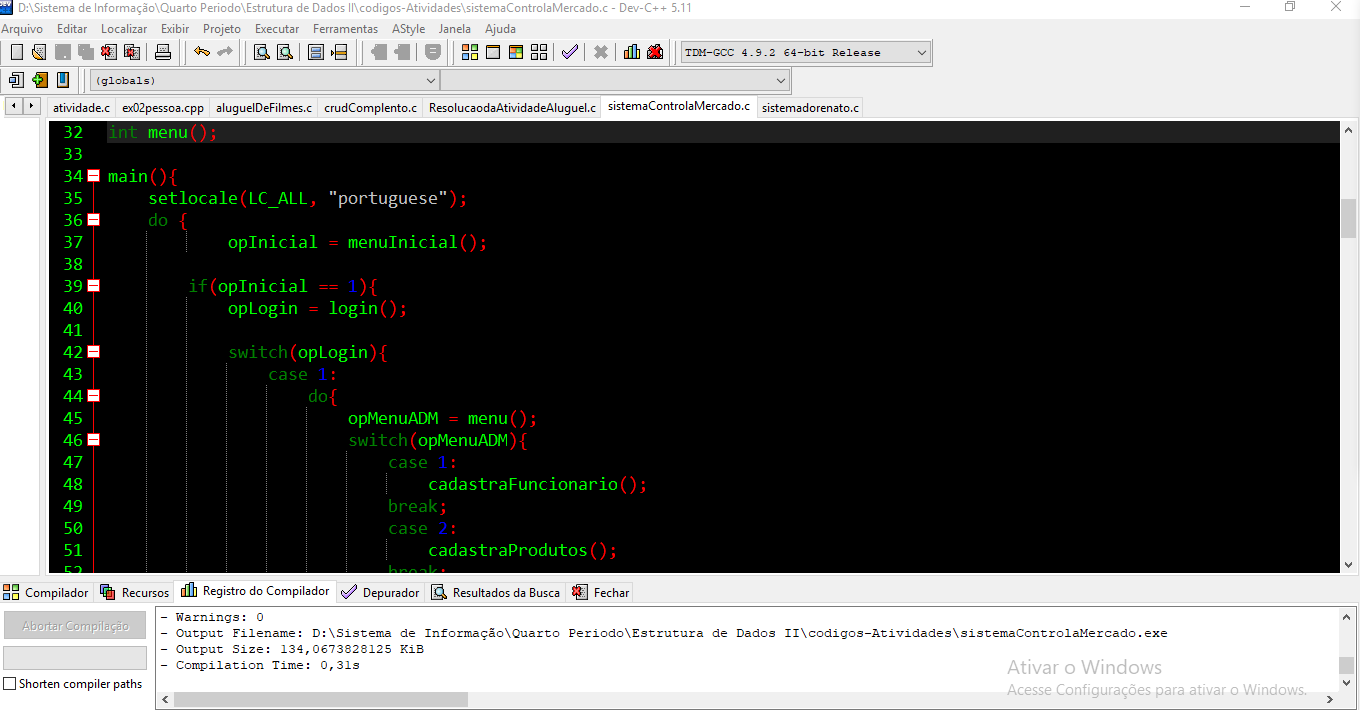 D:\Sistema de Informação\Quarto Periodo\Estrutura de Dados II\codigos-Atividades\sistemaControlaMercado.c - Dev-C++ 5.11
Arquivo Editar Localizar Exibir Projeto Executar Ferramentas AStyle Janela Ajuda
TDM-GCC 4.9.2 64-bit Release
(globals)
atividade.c ex02pessoa.cpp aluguelDeFilmes.c crudComplento.c ResolucaodaAtividadeAluguel.c sistemaControlaMercado.c sistemadorenato.c
32 int menu();
33
34 main(){
35 setlocale(LC_ALL, "portuguese");
36 do {
37 opInicial = menuInicial();
38
39 if(opInicial == 1){
40 opLogin = login();
41
42 switch(opLogin){
43 case 1:
44 do{
45 opMenuADM = menu();
46 switch(opMenuADM){
47 case 1:
48 cadastraFuncionario();
49 break;
50 case 2:
51 cadastraProdutos();
52 break;
Compilador Recursos Registro do Compilador Depurador Resultados da Busca Fechar
Abortar Compilação
Shorten compiler paths
- Warnings: 0
- Output Filename: D:\Sistema de Informação\Quarto Periodo\Estrutura de Dados II\codigos-Atividades\sistemaControlaMercado.exe
- Output Size: 134,0673828125 KiB
- Compilation Time: 0,31s
Ativar o Windows
Acesse Configurações para ativar o Windows.